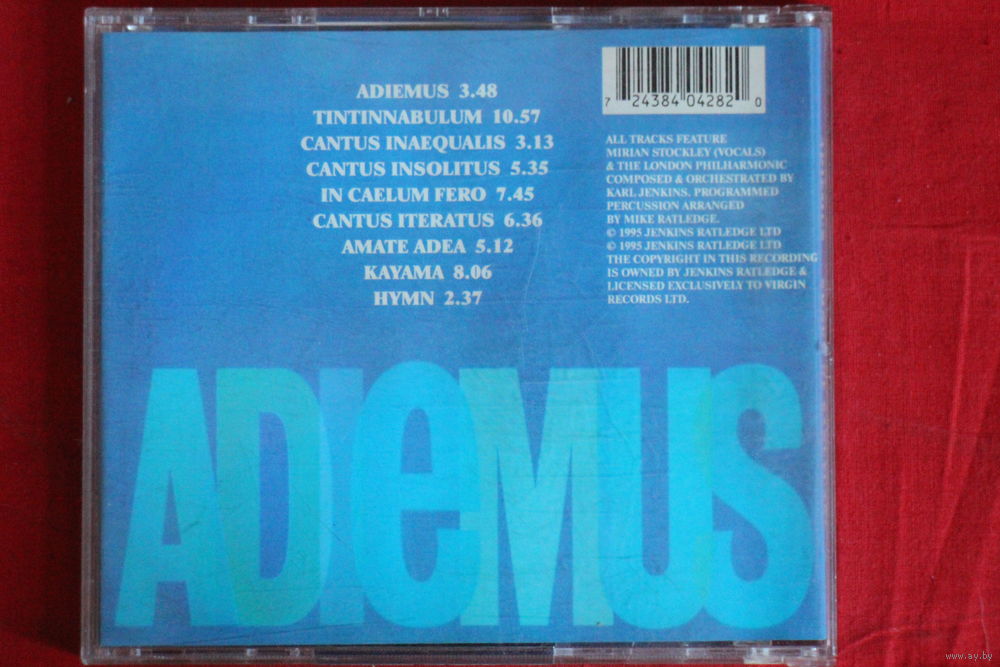 ADIEMUS 3.48
TINTINNABULUM 10.57
CANTUS INAEQUALIS 3.13
CANTUS INSOLITUS 5.35
IN CAELUM FERO 7.45
CANTUS ITERATUS 6.36
AMATE ADEA 5.12
KAYAMA 8.06
HYMN 2.37
7 24384 04282 0
ALL TRACKS FEATURE
MIRIAN STOCKLEY (VOCALS)
& THE LONDON PHILHARMONIC
COMPOSED & ORCHESTRATED BY
KARL JENKINS. PROGRAMMED
PERCUSSION ARRANGED
BY MIKE RATLEDGE.
© 1995 JENKINS RATLEDGE LTD
© 1995 JENKINS RATLEDGE LTD
THE COPYRIGHT IN THIS RECORDING
IS OWNED BY JENKINS RATLEDGE &
LICENSED EXCLUSIVELY TO VIRGIN
RECORDS LTD.
ADIEMUS
www.ay.by